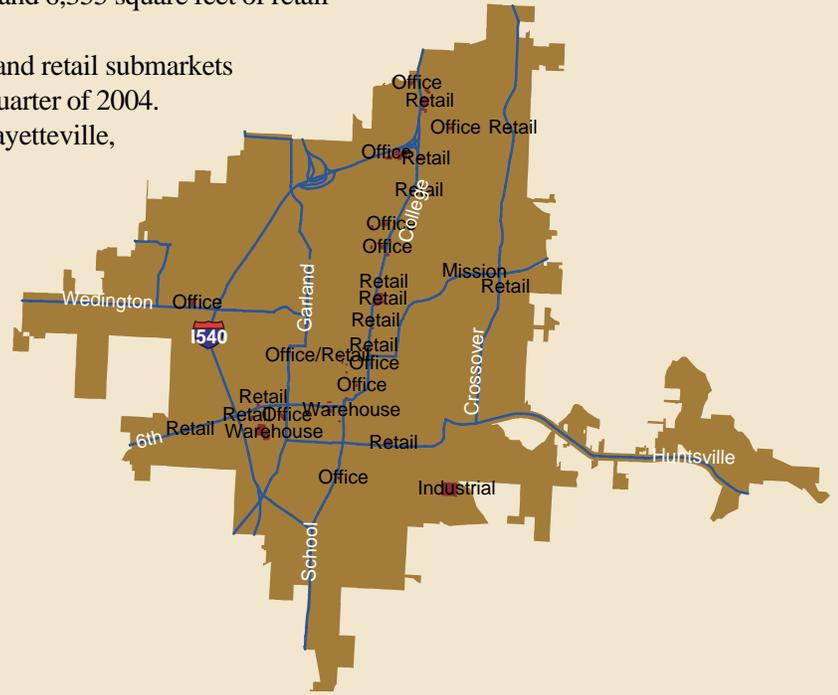 and 6,333 square feet of retail
and retail submarkets
uarter of 2004.
ayetteville,
Office
Retail
Office Retail
Office Retail
Retail
College
Office
Office
Mission
Retail
Retail
Retail
Wedington
Office
Garland
Retail
I540
Crossover
Retail
Office/Retail
Office
Office
Retail
Retail Office
Warehouse
Retail
Warehouse
6th
Retail
Huntsville
Office
Industrial
School